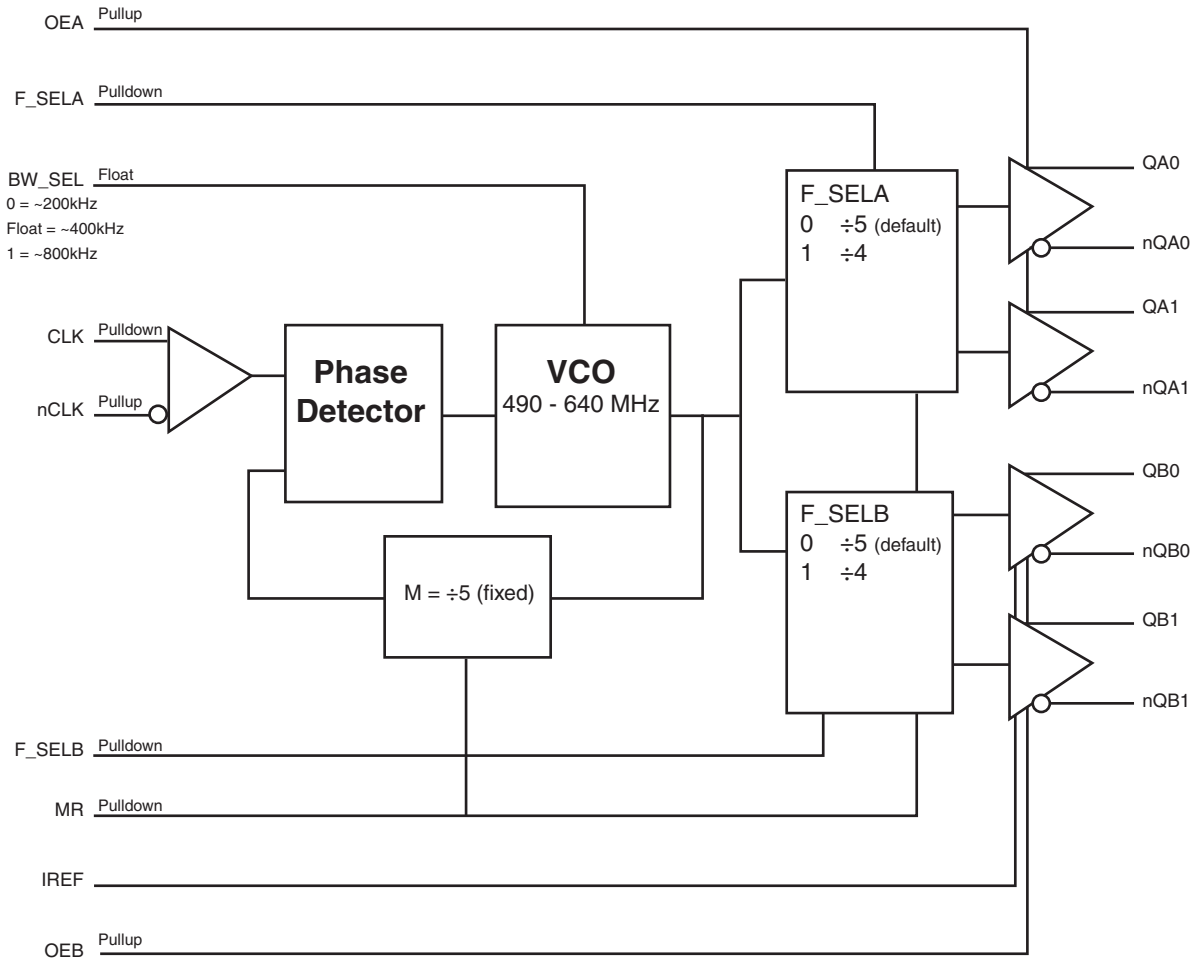 OEA Pullup
F_SELA Pulldown
BW_SEL Float
0 = ~200kHz
Float = ~400kHz
1 = ~800kHz
CLK Pulldown
nCLK Pullup
Phase
Detector
VCO
490 - 640 MHz
M = ÷5 (fixed)
F_SELA
0 ÷5 (default)
1 ÷4
F_SELB
0 ÷5 (default)
1 ÷4
QA0
nQA0
QA1
nQA1
QB0
nQB0
QB1
nQB1
F_SELB Pulldown
MR Pulldown
IREF
OEB Pullup